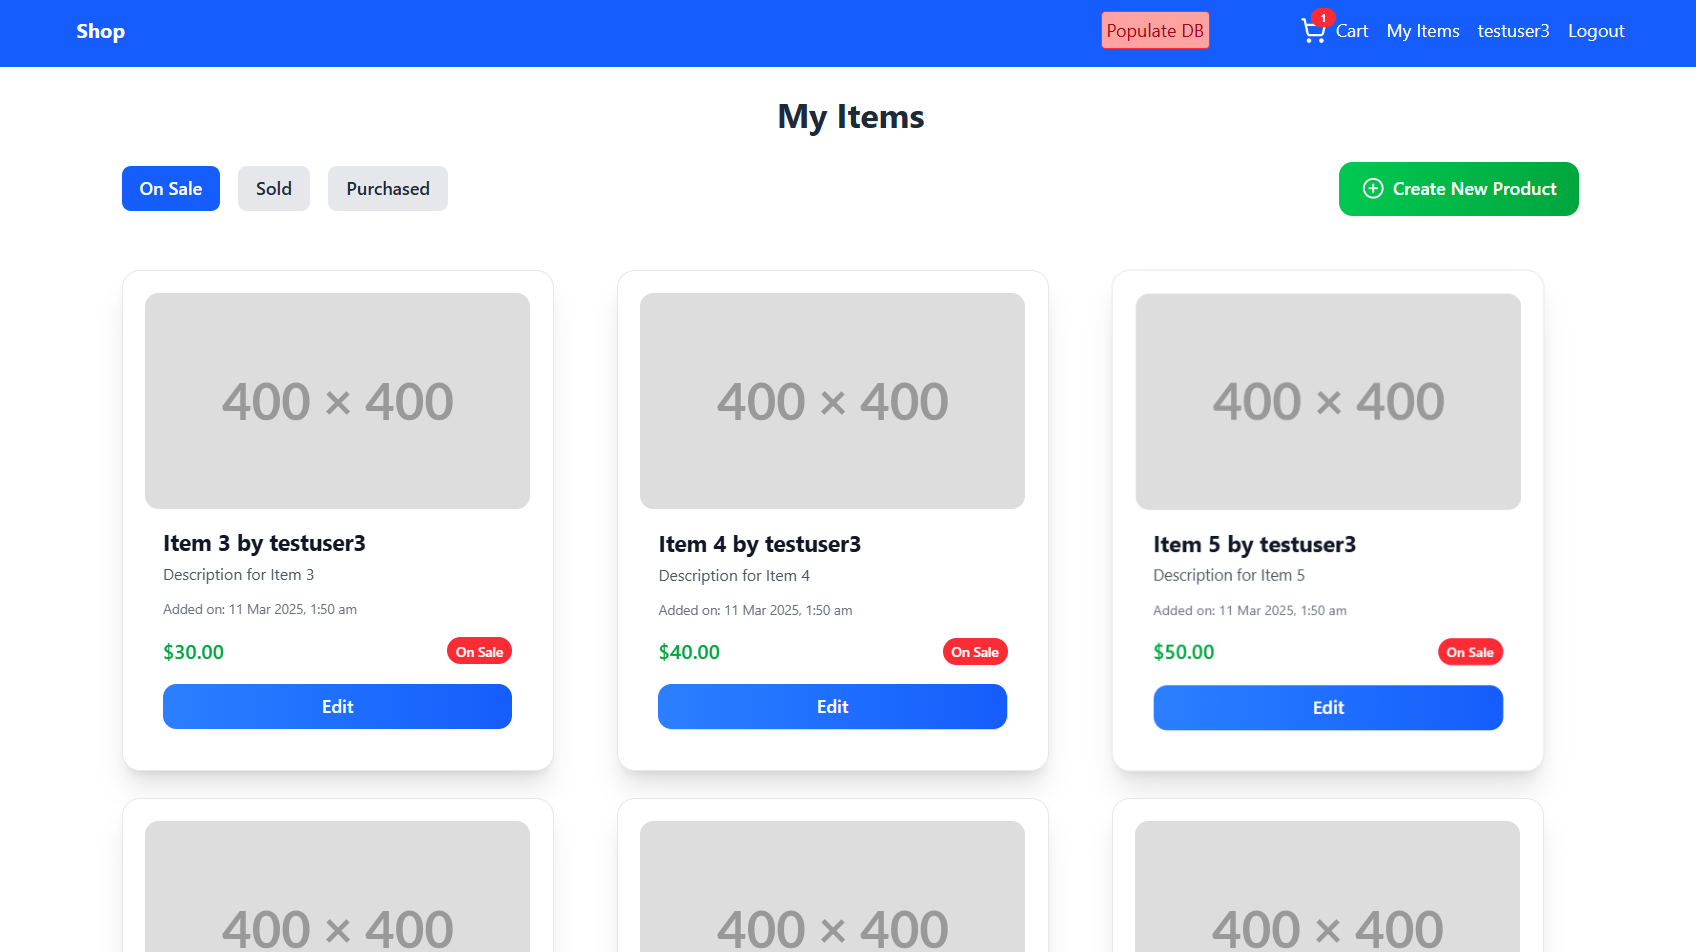 Shop
Populate DB
1
Cart
My Items
testuser3
Logout
My Items
On Sale
Sold
Purchased
Create New Product
400 × 400
Item 3 by testuser3
Description for Item 3
Added on: 11 Mar 2025, 1:50 am
$30.00
On Sale
Edit
400 × 400
Item 4 by testuser3
Description for Item 4
Added on: 11 Mar 2025, 1:50 am
$40.00
On Sale
Edit
400 × 400
Item 5 by testuser3
Description for Item 5
Added on: 11 Mar 2025, 1:50 am
$50.00
On Sale
Edit
400 × 400
400 × 400
400 × 400